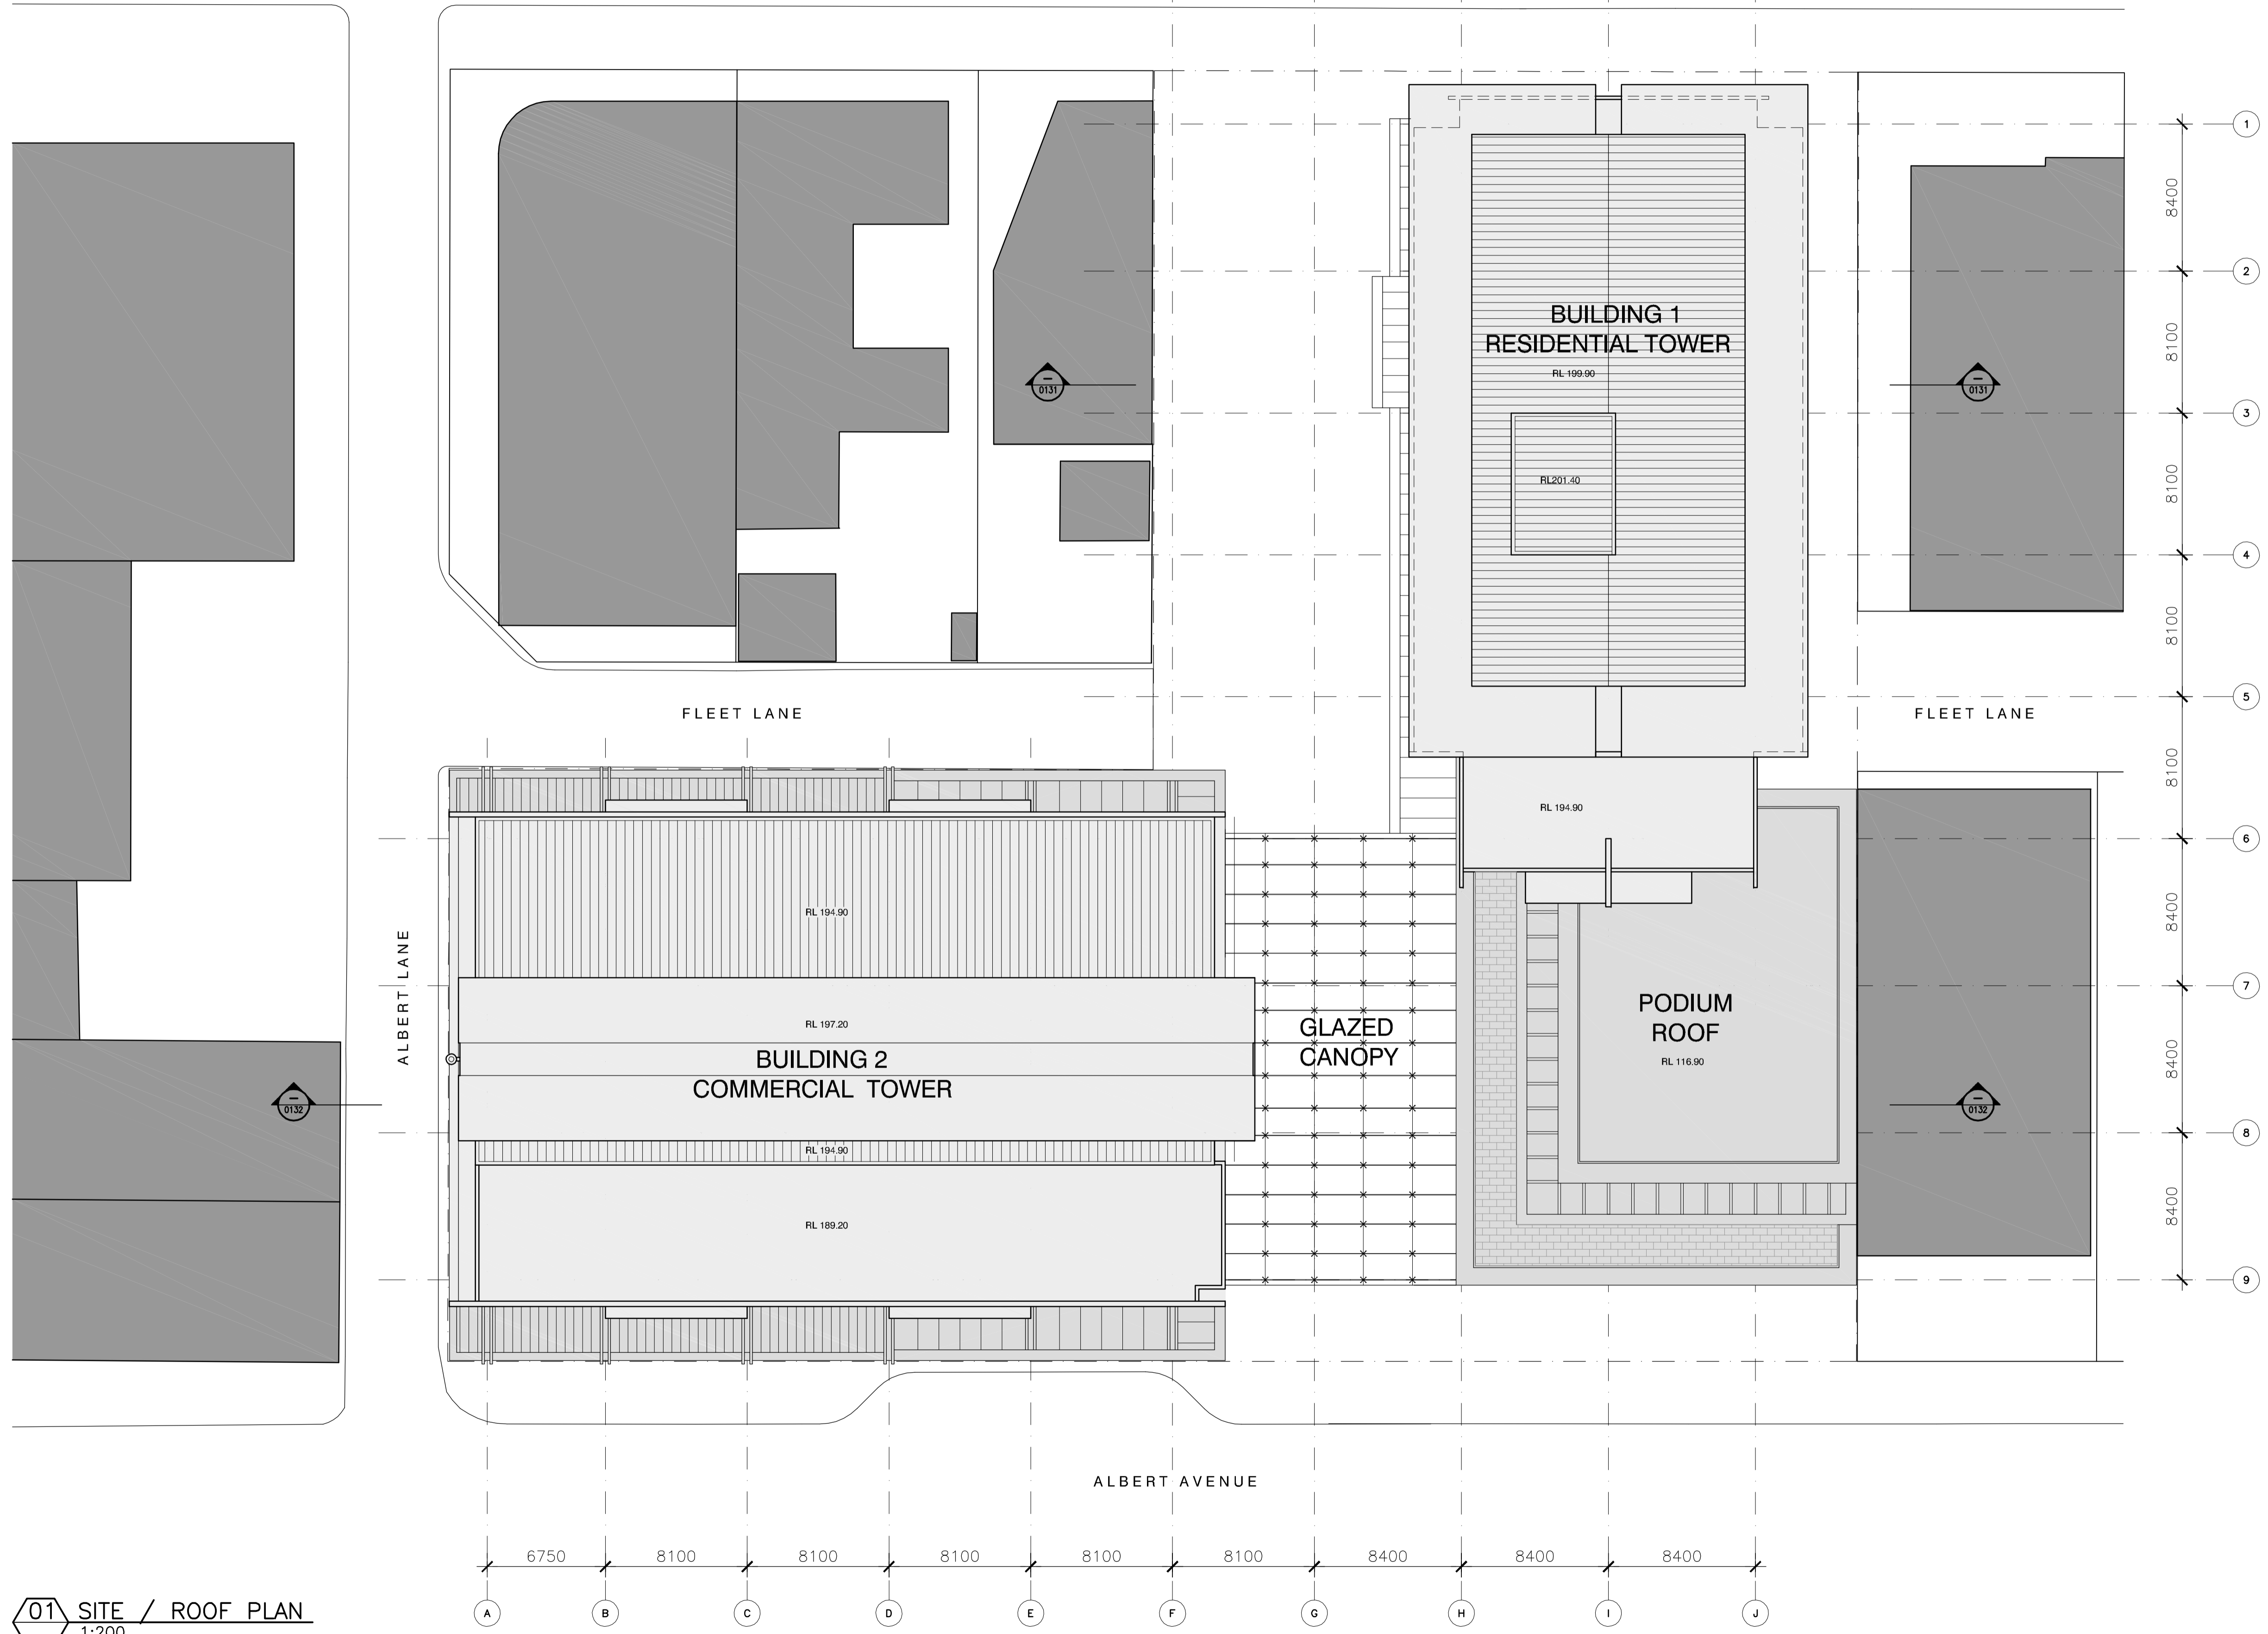 1
8400
2
BUILDING 1
RESIDENTIAL TOWER
RL 199.90
8100
–
0131
–
0131
3
RL201.40
8100
4
8100
5
FLEET LANE
FLEET LANE
8100
RL 194.90
6
RL 194.90
8400
ALBERT LANE
7
RL 197.20
GLAZED
CANOPY
PODIUM
ROOF
RL 116.90
BUILDING 2
COMMERCIAL TOWER
8400
–
0132
–
0132
8
RL 194.90
8400
RL 189.20
9
ALBERT AVENUE
6750
8100
8100
8100
8100
8100
8400
8400
8400
A
B
C
D
E
F
G
H
I
J
01 SITE / ROOF PLAN
1:200